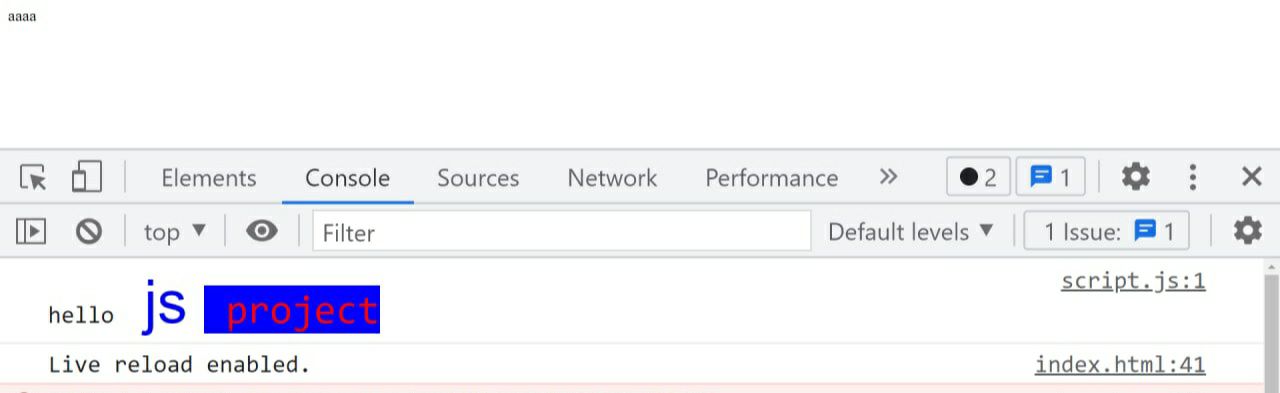 aaaa
Elements Console Sources Network Performance 2 1
top Filter Default levels 1 Issue: 1
hello js project script.js:1
Live reload enabled. index.html:41